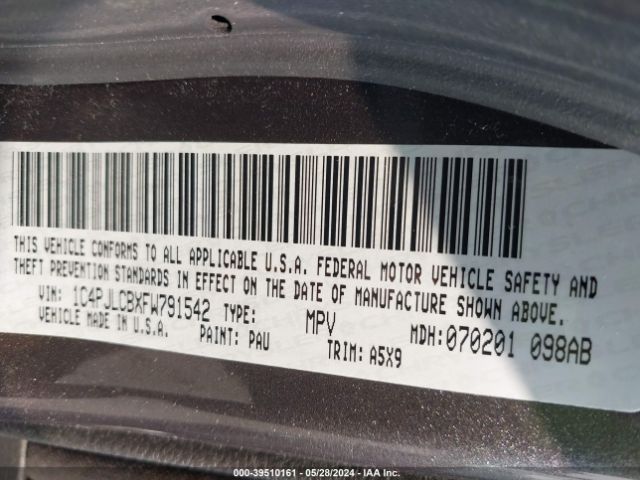 THIS VEHICLE CONFORMS TO ALL APPLICABLE U.S.A. FEDERAL MOTOR VEHICLE SAFETY AND
THEFT PREVENTION STANDARDS IN EFFECT ON THE DATE OF MANUFACTURE SHOWN ABOVE.
VIN: 1C4PJLCBXFW791542 TYPE: MPV MDH:070201 098AB
VEHICLE MADE IN U.S.A. PAINT: PAU TRIM: A5X9
000-39510161 - 05/28/2024 - IAA Inc.